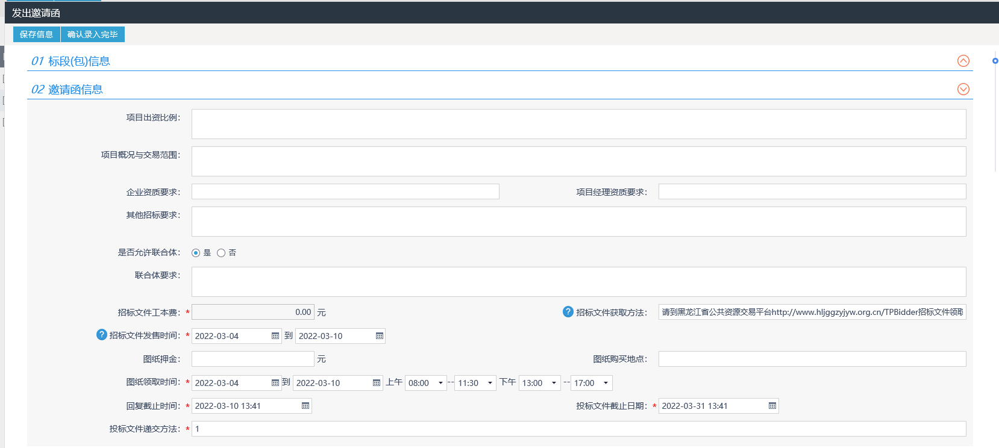 发出邀请函
保存信息 确认录入完毕
01 标段(包)信息
02 邀请函信息
项目出资比例：
项目概况与交易范围：
企业资质要求： 项目经理资质要求：
其他招标要求：
是否允许联合体： 是 否
联合体要求：
招标文件工本费：* 0.00 元 ? 招标文件获取方法： 请到黑龙江省公共资源交易平台http://www.hljggzyjyw.org.cn/TPBidder招标文件领取
? 招标文件发售时间：* 2022-03-04 到 2022-03-10
图纸押金： 元 图纸购买地点：
图纸领取时间：* 2022-03-04 到 2022-03-10 上午 08:00 -- 11:30 下午 13:00 -- 17:00
回复截止时间：* 2022-03-10 13:41 投标文件截止日期：* 2022-03-31 13:41
投标文件递交方法：* 1